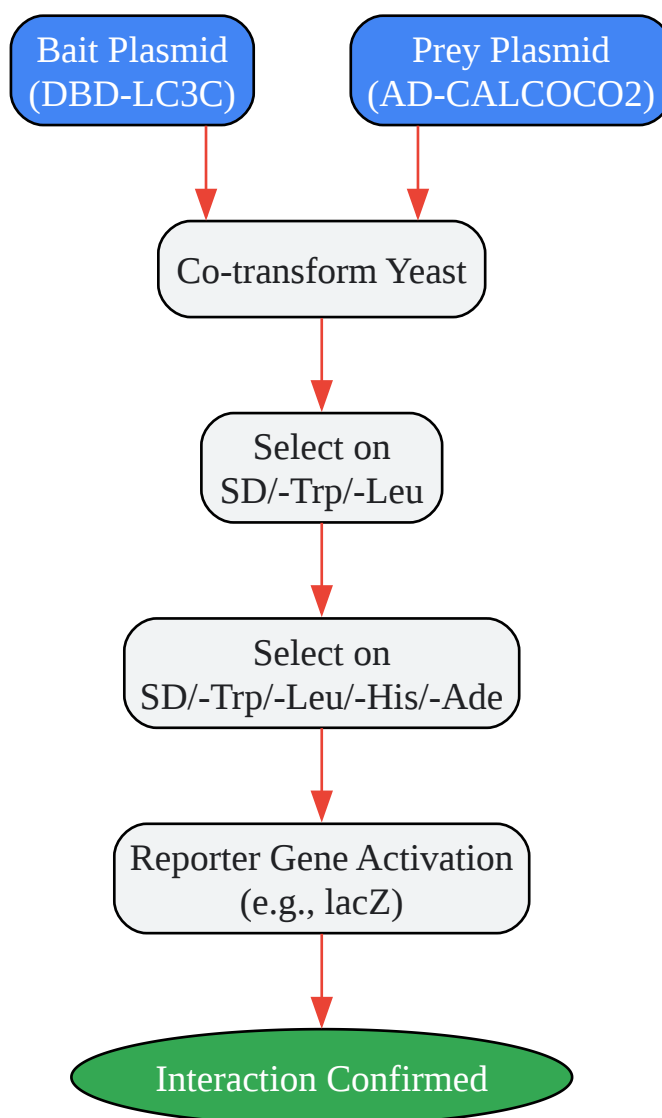 Bait Plasmid
(DBD-LC3C)
Prey Plasmid
(AD-CALCOCO2)
Co-transform Yeast
Select on
SD/-Trp/-Leu
Select on
SD/-Trp/-Leu/-His/-Ade
Reporter Gene Activation
(e.g., lacZ)
Interaction Confirmed